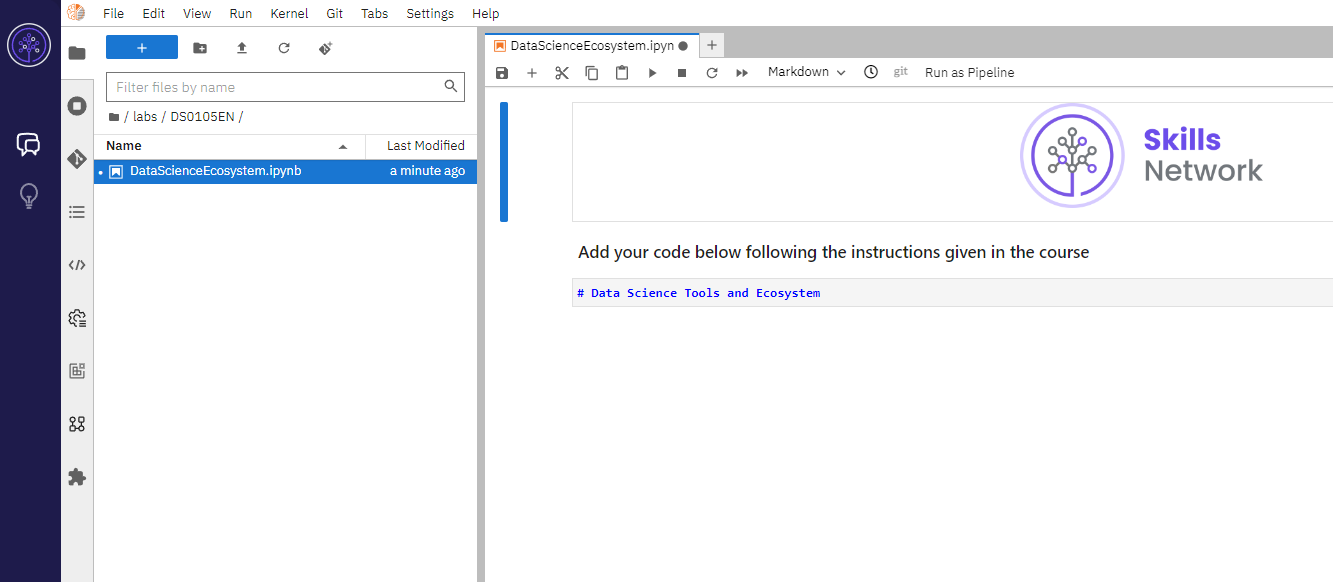 File Edit View Run Kernel Git Tabs Settings Help
+
Filter files by name
/ labs / DS0105EN /
Name Last Modified
DataScienceEcosystem.ipynb a minute ago
DataScienceEcosystem.ipyn
+
Markdown git Run as Pipeline
Skills
Network
Add your code below following the instructions given in the course
# Data Science Tools and Ecosystem